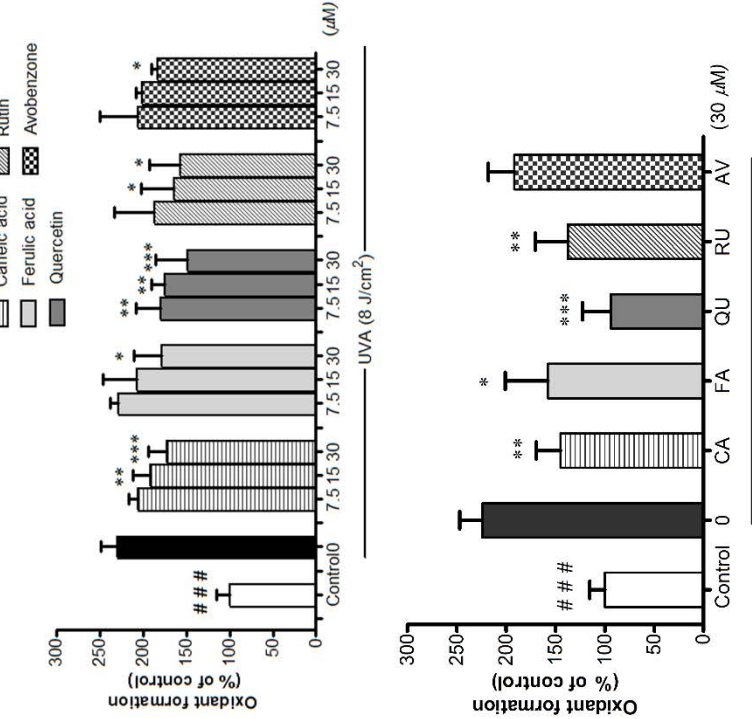 Caffeic acid
Rutin
Ferulic acid
Avobenzone
Quercetin
Oxidant formation
(% of control)
300
250
200
150
100
50
0
# # #
** ***
*
** ** ***
* *
*
Control 0 7.5 15 30 7.5 15 30 7.5 15 30 7.5 15 30 7.5 15 30 (µM)
UVA (8 J/cm²)
Oxidant formation
(% of control)
300
250
200
150
100
50
0
# # #
**
*
***
**
Control 0 CA FA QU RU AV (30 µM)